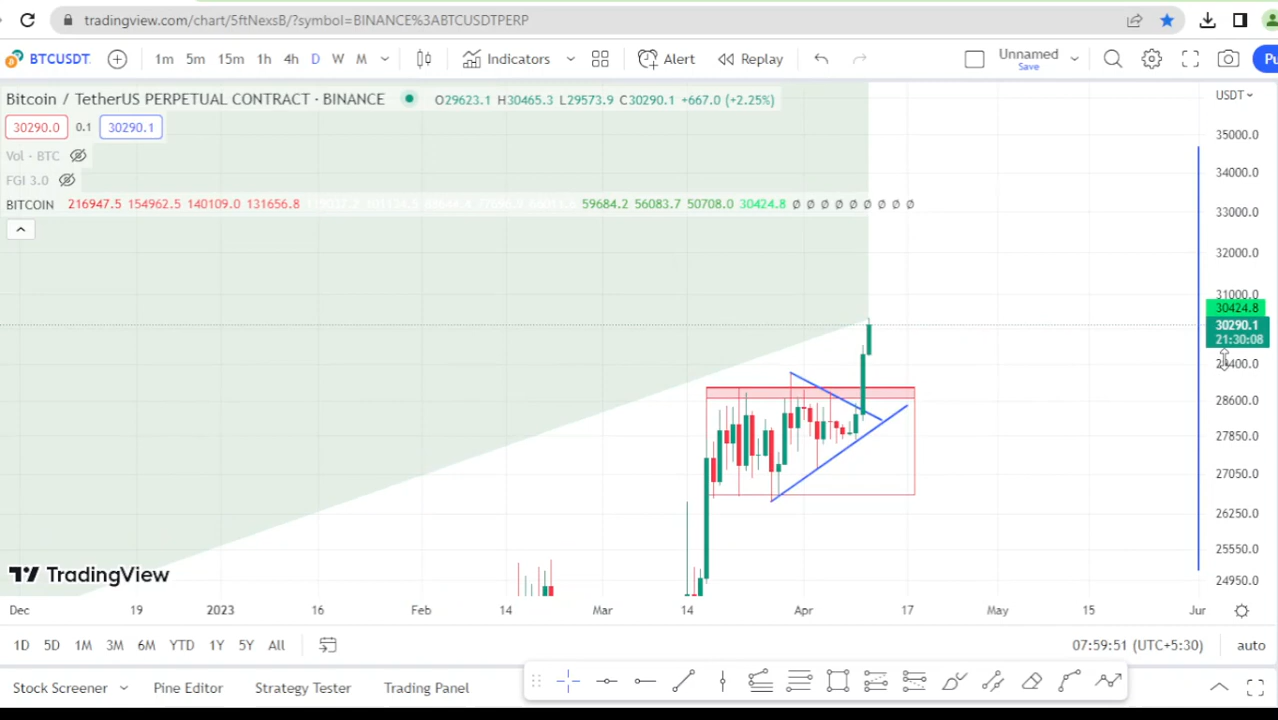 tradingview.com/chart/5ftNexsB/?symbol=BINANCE%3ABTCUSDTPERP
BTCUSDT 1m 5m 15m 1h 4h D W M Indicators Alert Replay Unnamed Save Pu
Bitcoin / TetherUS PERPETUAL CONTRACT · BINANCE O29623.1 H30465.3 L29573.9 C30290.1 +667.0 (+2.25%) USDT
30290.0 0.1 30290.1
Vol - BTC
FGI 3.0
BITCOIN 216947.5 154962.5 140109.0 131656.8 59684.2 56083.7 50708.0 30424.8 ø ø ø ø ø ø ø ø ø
35000.0
34000.0
33000.0
32000.0
31000.0
30424.8
30290.1
21:30:08
28600.0
27850.0
27050.0
26250.0
25550.0
24950.0
TradingView
Dec 19 2023 16 Feb 14 Mar 14 Apr 17 May 15 Jun
1D 5D 1M 3M 6M YTD 1Y 5Y All 07:59:51 (UTC+5:30) auto
Stock Screener Pine Editor Strategy Tester Trading Panel